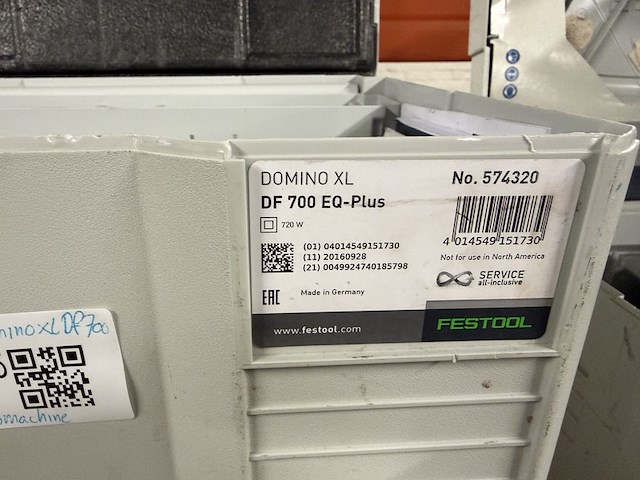 DOMINO XL
No. 574320
DF 700 EQ-Plus
720 W
4 014549 151730
(01) 04014549151730
(11) 20160928
(21) 0049924740185798
Not for use in North America
SERVICE
all-inclusive
EAC
Made in Germany
www.festool.com
FESTOOL
mino XL DF 700
machine